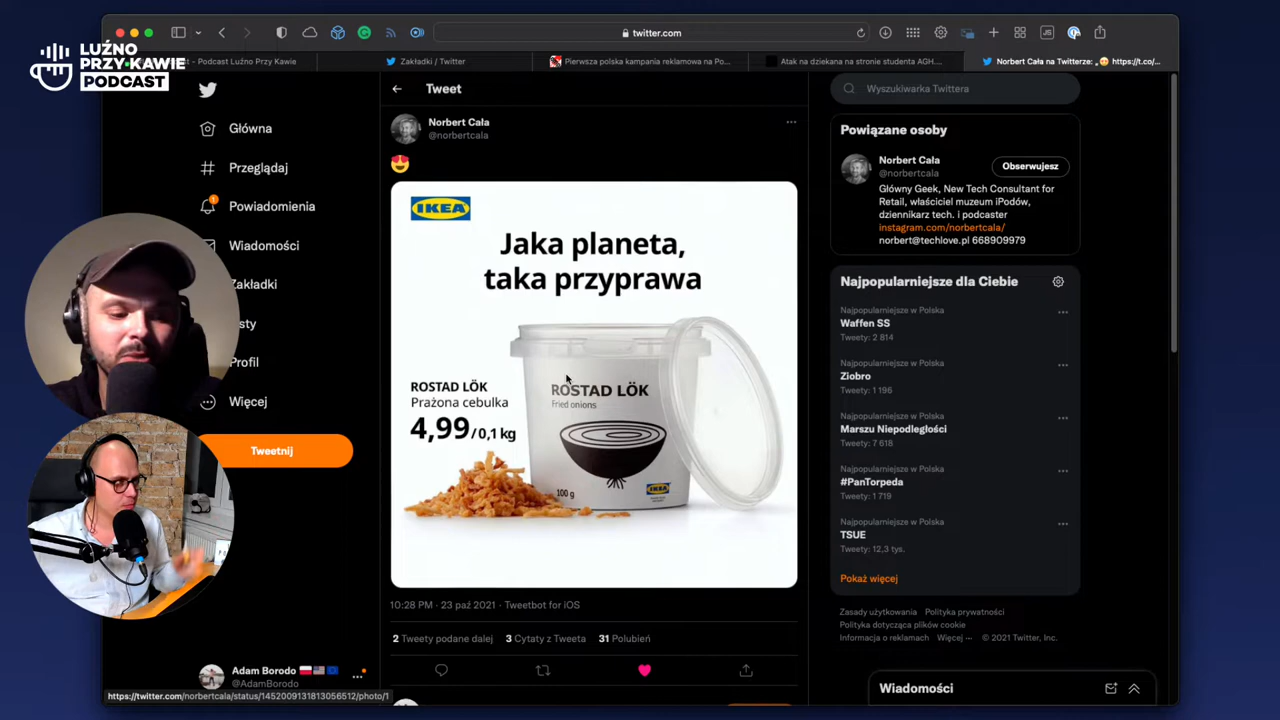 LUŹNO
PRZY KAWIE
PODCAST
twitter.com
Podcast Luźno Przy Kawie
Zakładki / Twitter
Pierwsza polska kampania reklamowa na Po...
Atak na dziekana na stronie studenta AGH...
Norbert Cała na Twitterze: „😍 https://t.co/...
Główna
Przeglądaj
1
Powiadomienia
Wiadomości
Zakładki
Profil
Więcej
Tweetnij
Adam Borodo
@AdamBorodo
...
https://twitter.com/norbertcala/status/1452009131813056512/photo/1
Tweet
Norbert Cała
@norbertcala
😍
IKEA
Jaka planeta,
taka przyprawa
ROSTAD LÖK
Prażona cebulka
4,99/0,1 kg
ROSTAD LÖK
Fried onions
100 g
IKEA
10:28 PM · 23 paź 2021 · Tweetbot for iOS
2 Tweety podane dalej 3 Cytaty z Tweeta 31 Polubień
Wyszukiwarka Twittera
Powiązane osoby
Norbert Cała
@norbertcala
Obserwujesz
Główny Geek, New Tech Consultant for
Retail, właściciel muzeum iPodów,
dziennikarz tech. i podcaster
instagram.com/norbertcala/
norbert@techlove.pl 668909979
Najpopularniejsze dla Ciebie
Najpopularniejsze w Polska
Waffen SS
Tweety: 2 814
Najpopularniejsze w Polska
Ziobro
Tweety: 1 196
Najpopularniejsze w Polska
Marszu Niepodległości
Tweety: 7 618
Najpopularniejsze w Polska
#PanTorpeda
Tweety: 1 719
Najpopularniejsze w Polska
TSUE
Tweety: 12,3 tys.
Pokaż więcej
Zasady użytkowania Polityka prywatności
Polityka dotycząca plików cookie
Informacja o reklamach Więcej ... © 2021 Twitter, Inc.
Wiadomości